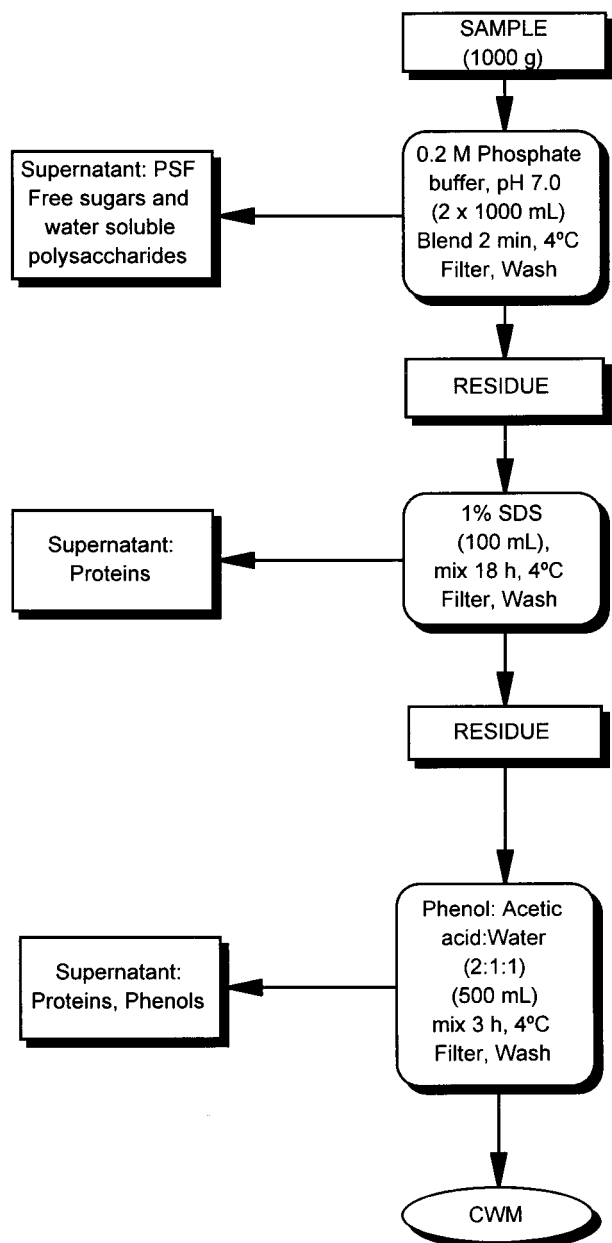 SAMPLE
(1000 g)
0.2 M Phosphate
buffer, pH 7.0
(2 x 1000 mL)
Blend 2 min, 4ºC
Filter, Wash
Supernatant: PSF
Free sugars and
water soluble
polysaccharides
RESIDUE
1% SDS
(100 mL),
mix 18 h, 4ºC
Filter, Wash
Supernatant:
Proteins
RESIDUE
Phenol: Acetic
acid:Water
(2:1:1)
(500 mL)
mix 3 h, 4ºC
Filter, Wash
Supernatant:
Proteins, Phenols
CWM